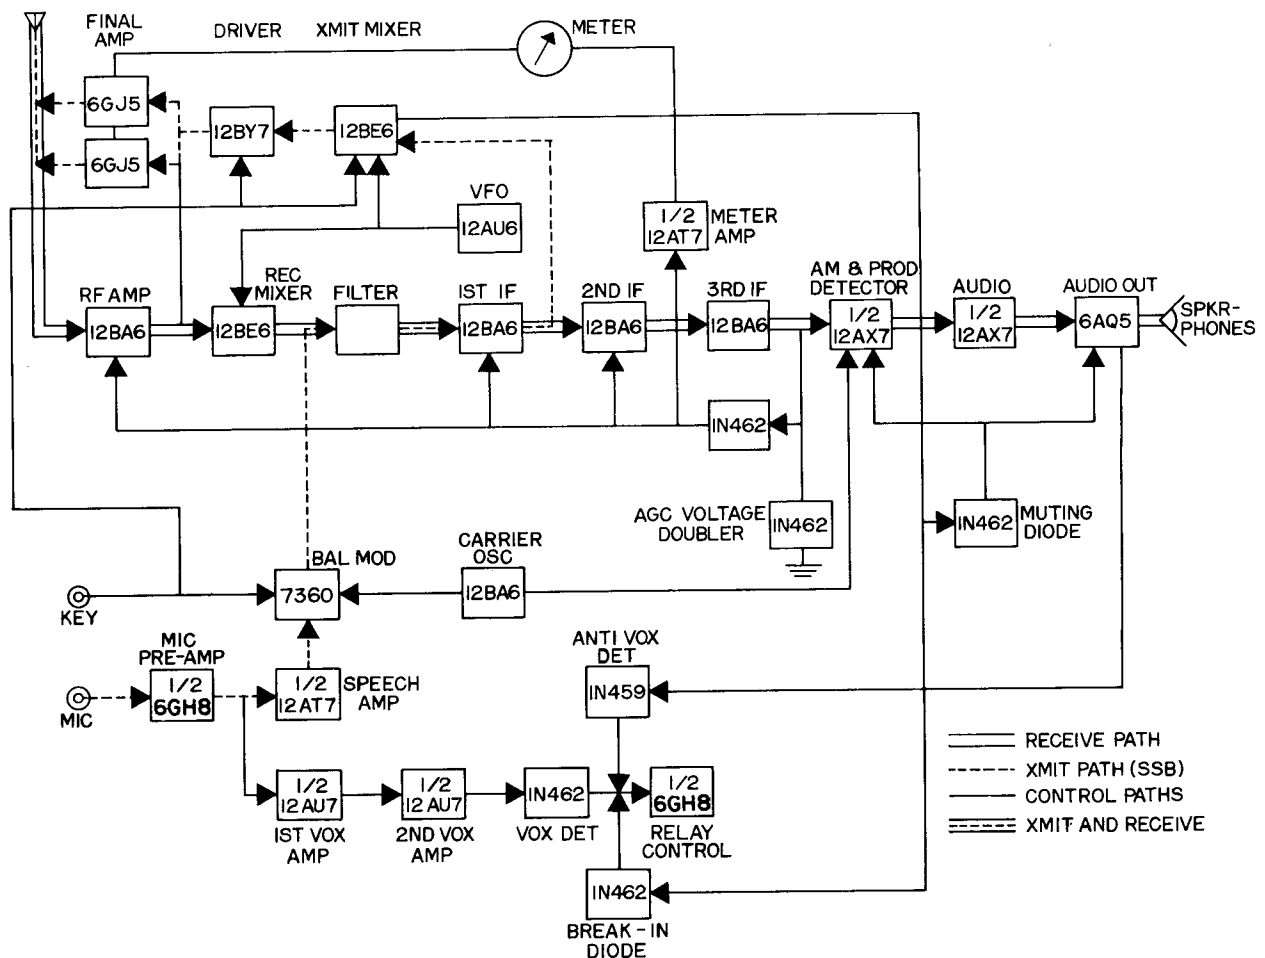 FINAL
AMP
DRIVER
XMIT MIXER
METER
6GJ5
6GJ5
12BY7
12BE6
VFO
12AU6
1/2
12AT7
METER
AMP
RF AMP
12BA6
REC
MIXER
12BE6
FILTER
1ST IF
12BA6
2ND IF
12BA6
3RD IF
12BA6
AM & PROD
DETECTOR
1/2
12AX7
AUDIO
1/2
12AX7
AUDIO OUT
6AQ5
SPKR-
PHONES
IN462
AGC VOLTAGE
DOUBLER
IN462
IN462
MUTING
DIODE
BAL MOD
7360
CARRIER
OSC
12BA6
KEY
MIC
PRE-AMP
1/2
6GH8
MIC
1/2
12AT7
SPEECH
AMP
ANTI VOX
DET
IN459
1/2
12AU7
1ST VOX
AMP
1/2
12AU7
2ND VOX
AMP
IN462
VOX DET
1/2
6GH8
RELAY
CONTROL
IN462
BREAK-IN
DIODE
RECEIVE PATH
XMIT PATH (SSB)
CONTROL PATHS
XMIT AND RECEIVE